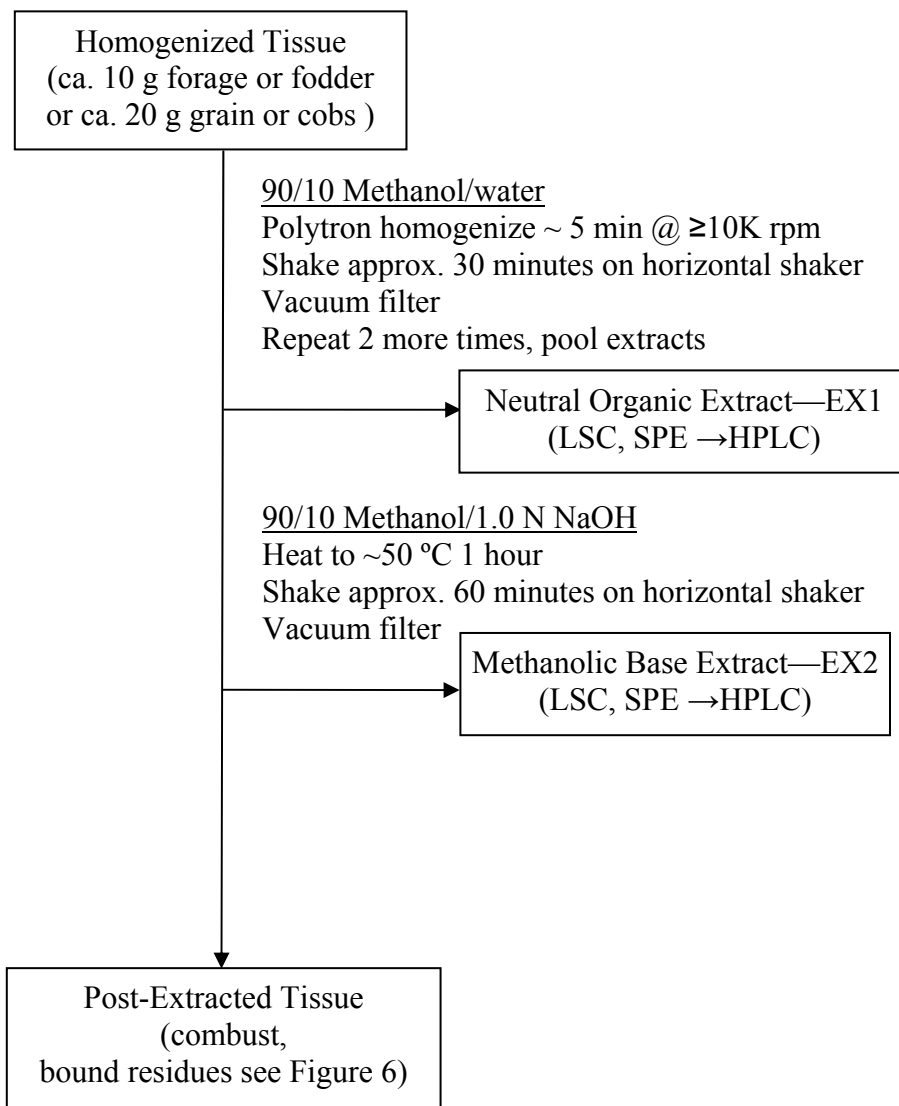 Homogenized Tissue
(ca. 10 g forage or fodder
or ca. 20 g grain or cobs )
90/10 Methanol/water
Polytron homogenize ~ 5 min @ ≥10K rpm
Shake approx. 30 minutes on horizontal shaker
Vacuum filter
Repeat 2 more times, pool extracts
Neutral Organic Extract—EX1
(LSC, SPE →HPLC)
90/10 Methanol/1.0 N NaOH
Heat to ~50 ºC 1 hour
Shake approx. 60 minutes on horizontal shaker
Vacuum filter
Methanolic Base Extract—EX2
(LSC, SPE →HPLC)
Post-Extracted Tissue
(combust,
bound residues see Figure 6)